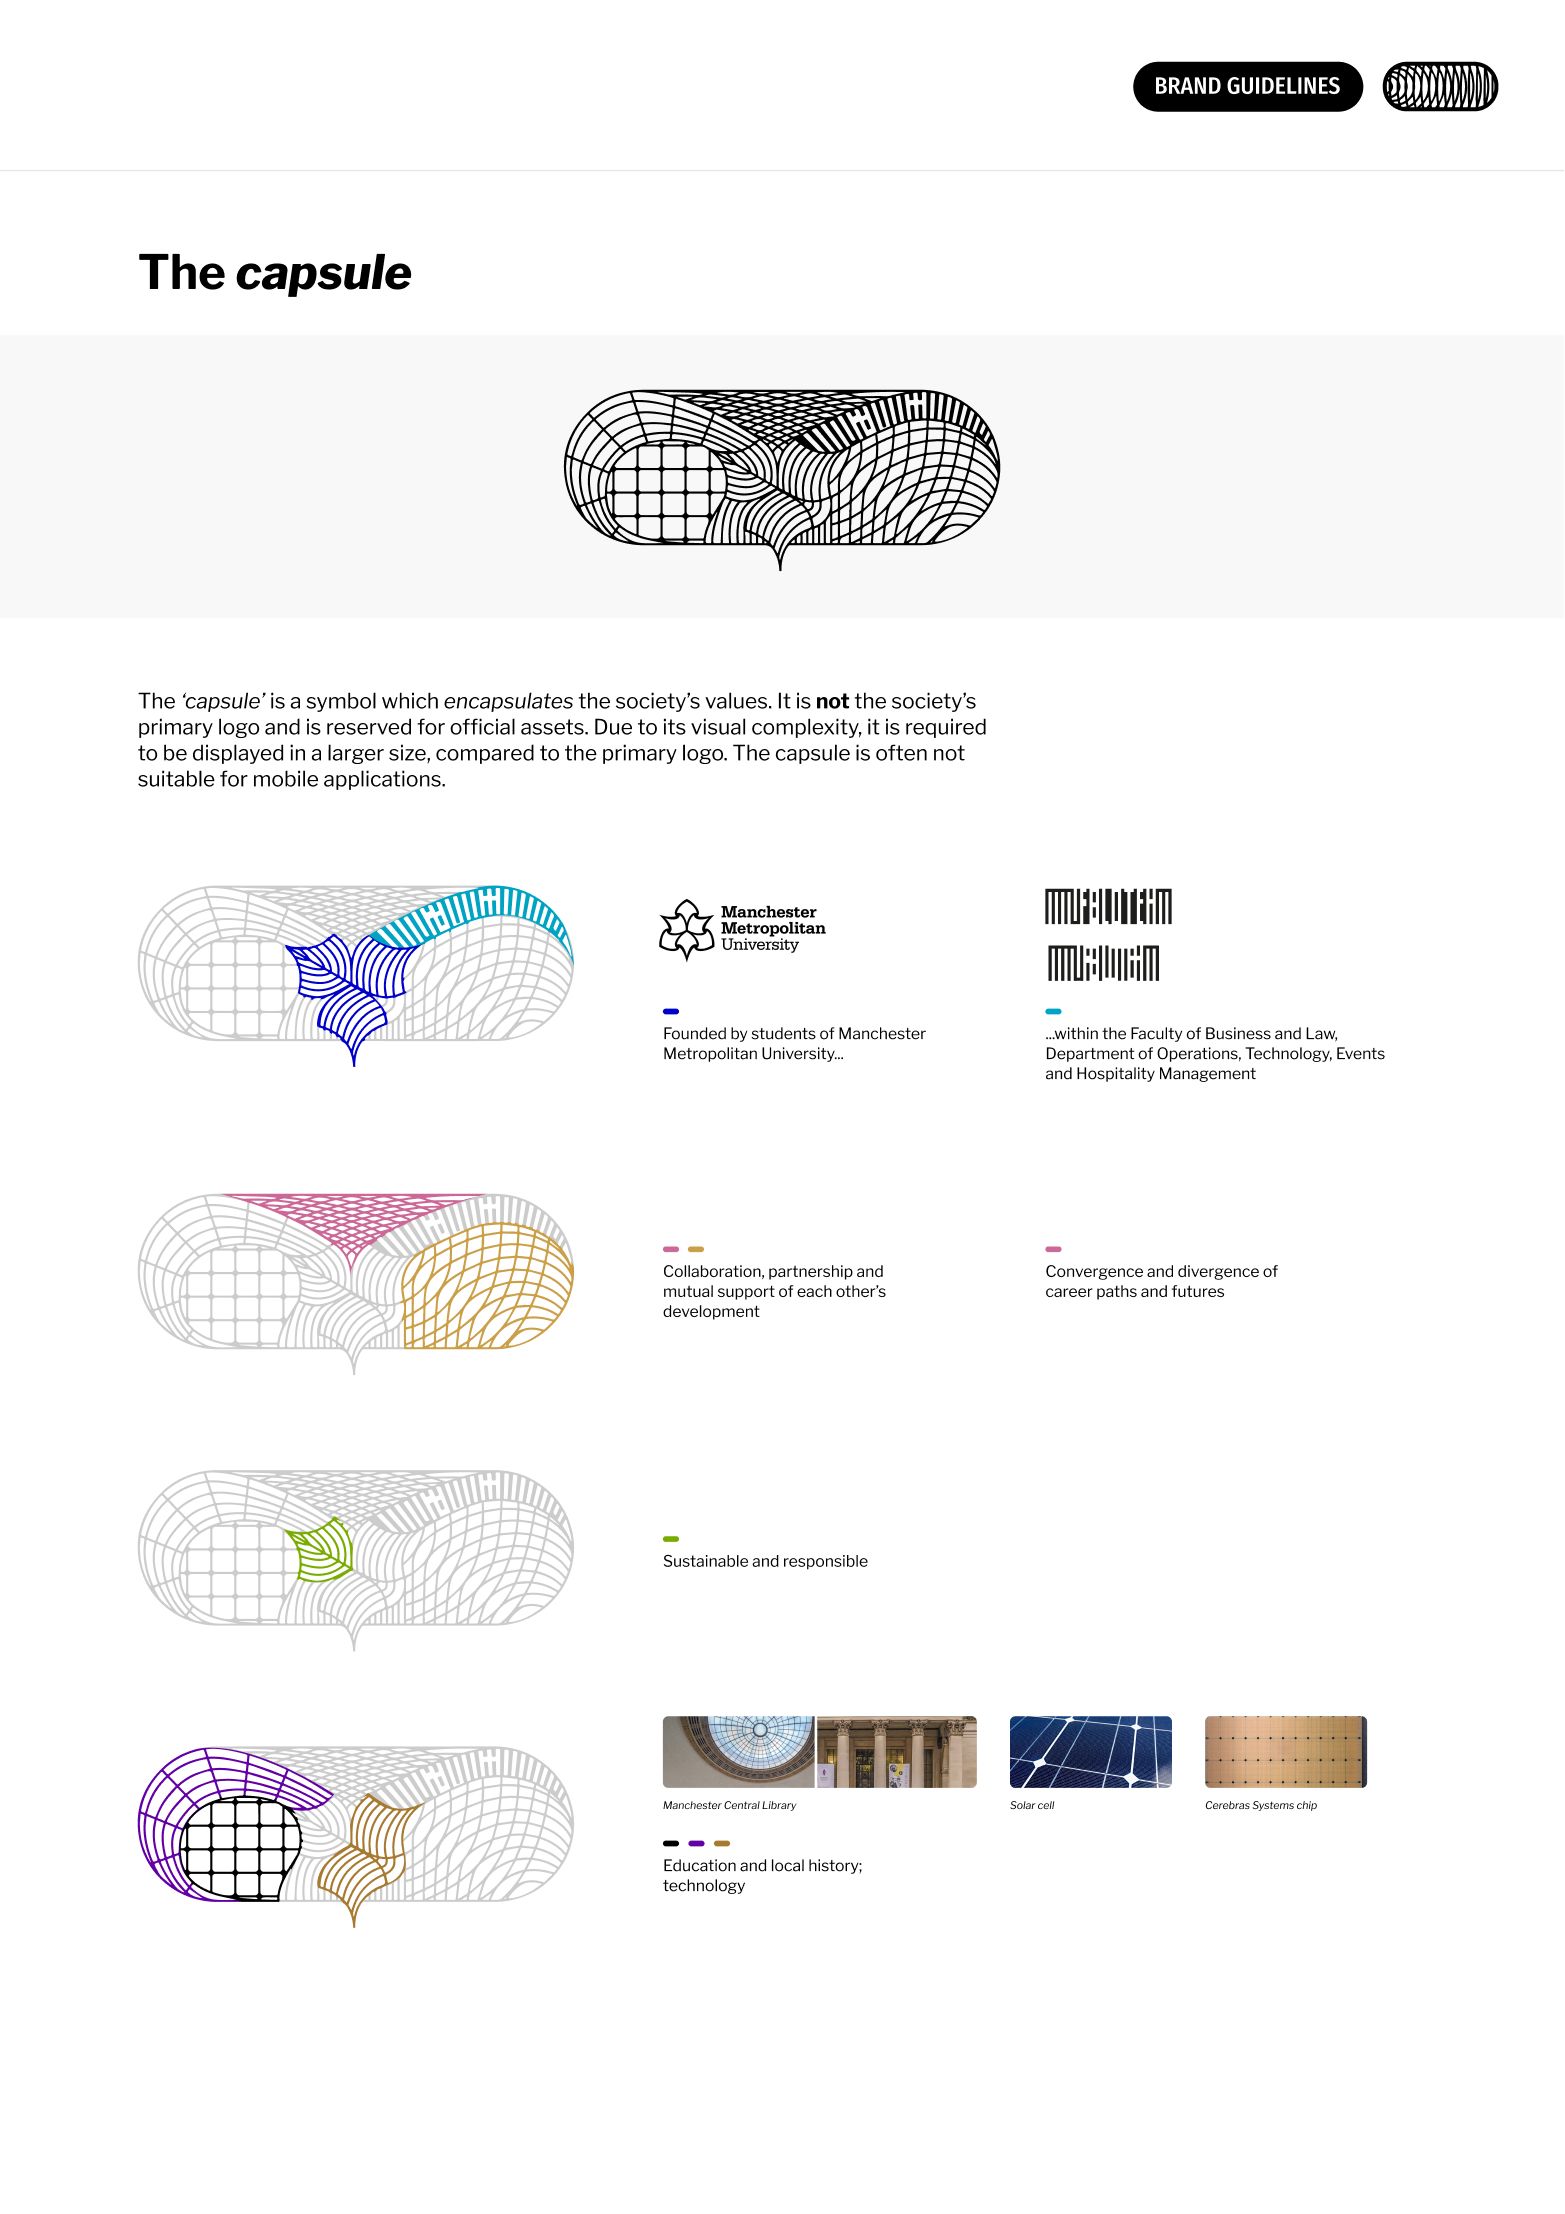 BRAND GUIDELINES
The capsule
The ‘capsule’ is a symbol which encapsulates the society’s values. It is not the society’s
primary logo and is reserved for official assets. Due to its visual complexity, it is required
to be displayed in a larger size, compared to the primary logo. The capsule is often not
suitable for mobile applications.
Manchester
Metropolitan
University
Founded by students of Manchester
Metropolitan University...
...within the Faculty of Business and Law,
Department of Operations, Technology, Events
and Hospitality Management
Collaboration, partnership and
mutual support of each other’s
development
Convergence and divergence of
career paths and futures
Sustainable and responsible
Manchester Central Library
Solar cell
Cerebras Systems chip
Education and local history;
technology